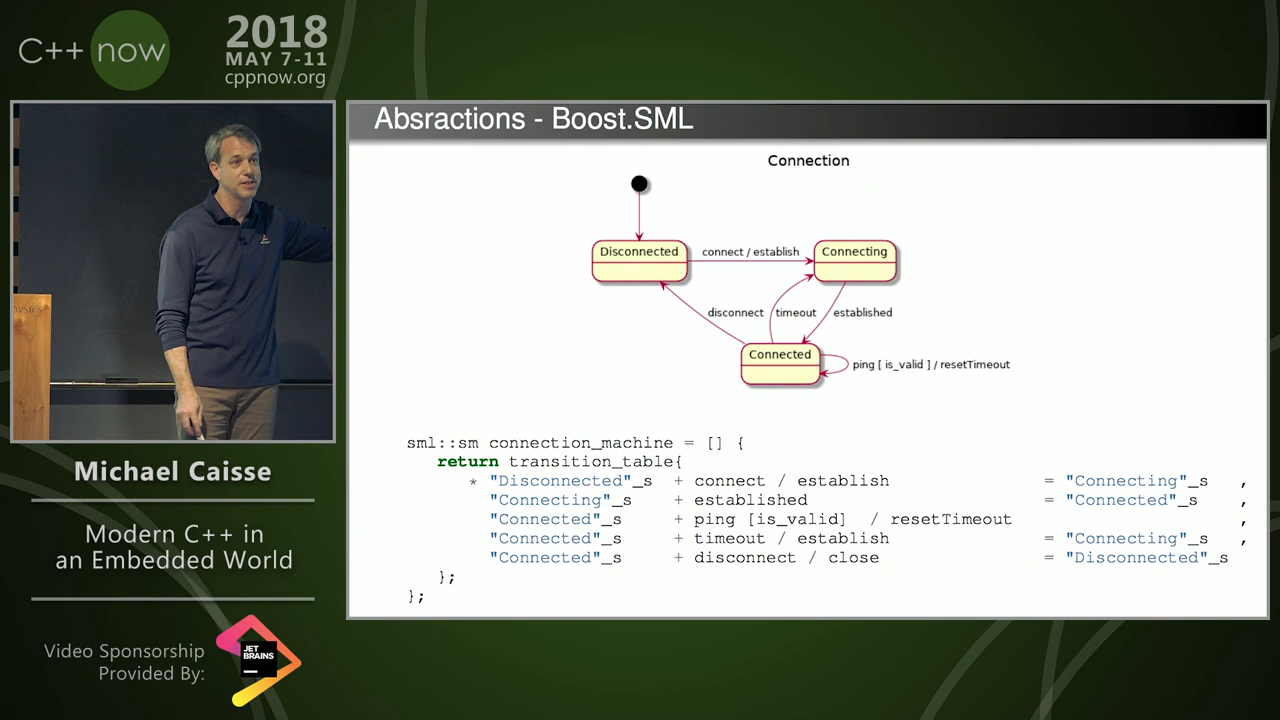 C++ now
2018
MAY 7-11
cppnow.org
Absractions - Boost.SML
Connection
Disconnected
connect / establish
Connecting
disconnect
timeout
established
Connected
ping [ is_valid ] / resetTimeout
sml::sm connection_machine = [] {
return transition_table{
* "Disconnected"_s + connect / establish = "Connecting"_s ,
"Connecting"_s + established = "Connected"_s ,
"Connected"_s + ping [is_valid] / resetTimeout ,
"Connected"_s + timeout / establish = "Connecting"_s ,
"Connected"_s + disconnect / close = "Disconnected"_s
};
};
Michael Caisse
Modern C++ in
an Embedded World
Video Sponsorship
Provided By:
JET
BRAINS